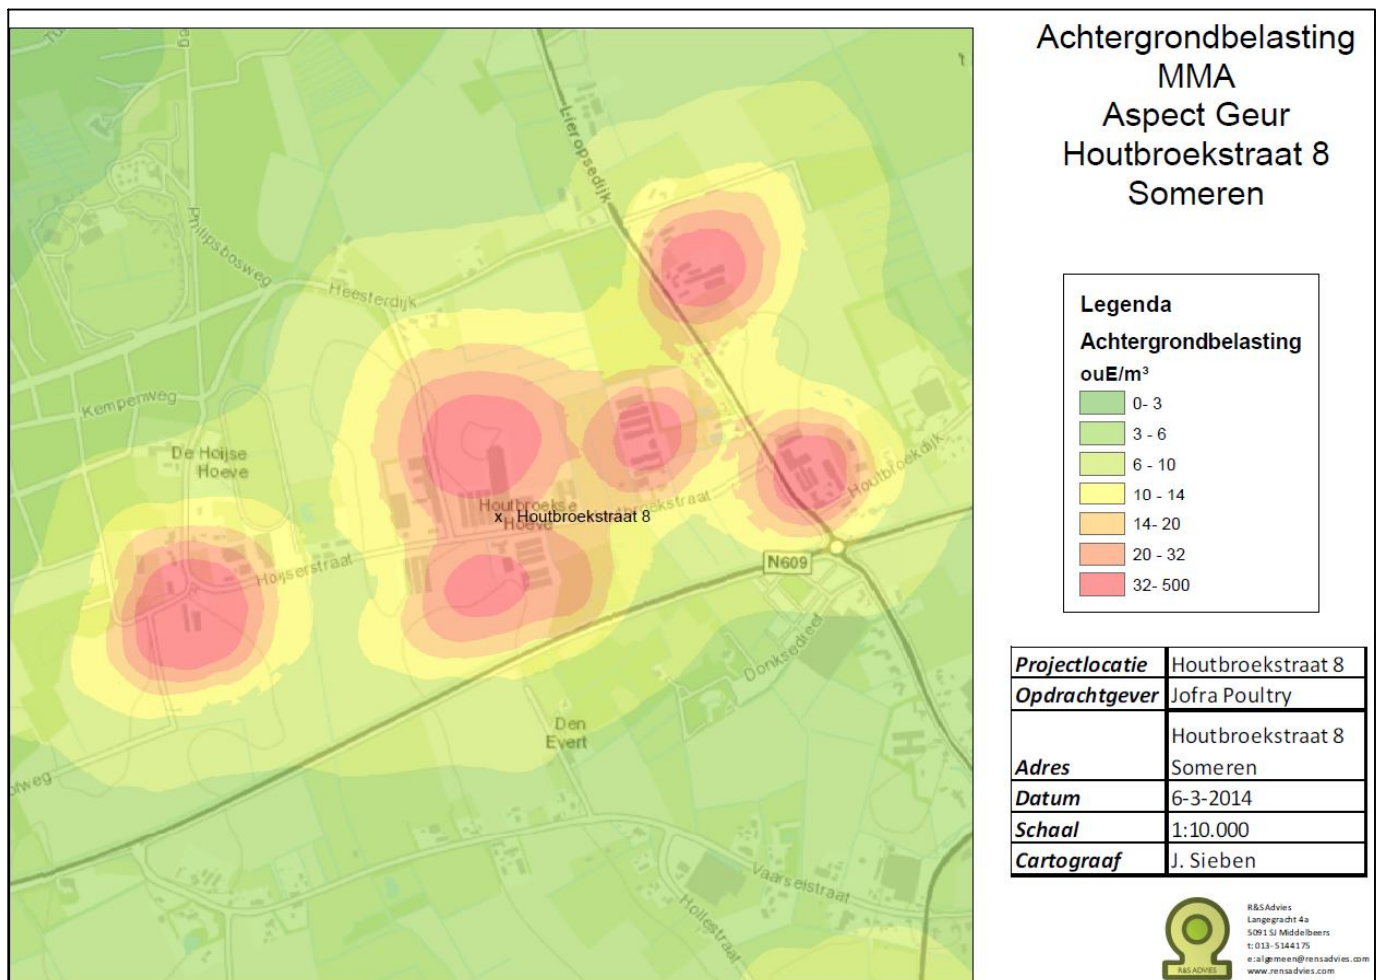 Achtergrondbelasting
MMA
Aspect Geur
Houtbroekstraat 8
Someren
Legenda
Achtergrondbelasting
ouE/m³
0- 3
3 - 6
6 - 10
10 - 14
14- 20
20 - 32
32- 500
Lieropsedijk
Philipsbosweg
Heesterdijk
Kempenweg
De Hoijse
Hoeve
Houtbroekse
Hoeve
x Houtbroekstraat 8
Houtbroekdijk
Hoijserstraat
N609
Donksedreef
Den
Evert
Vaarselstraat
Hollestraat
Projectlocatie Houtbroekstraat 8
Opdrachtgever Jofra Poultry
Houtbroekstraat 8
Adres Someren
Datum 6-3-2014
Schaal 1:10.000
Cartograaf J. Sieben
R&S ADVIES
R&SAdvies
Langegracht 4a
5091 SJ Middelbeers
t: 013- 5144175
e:algemeen@rensadvies.com
www.rensadvies.com